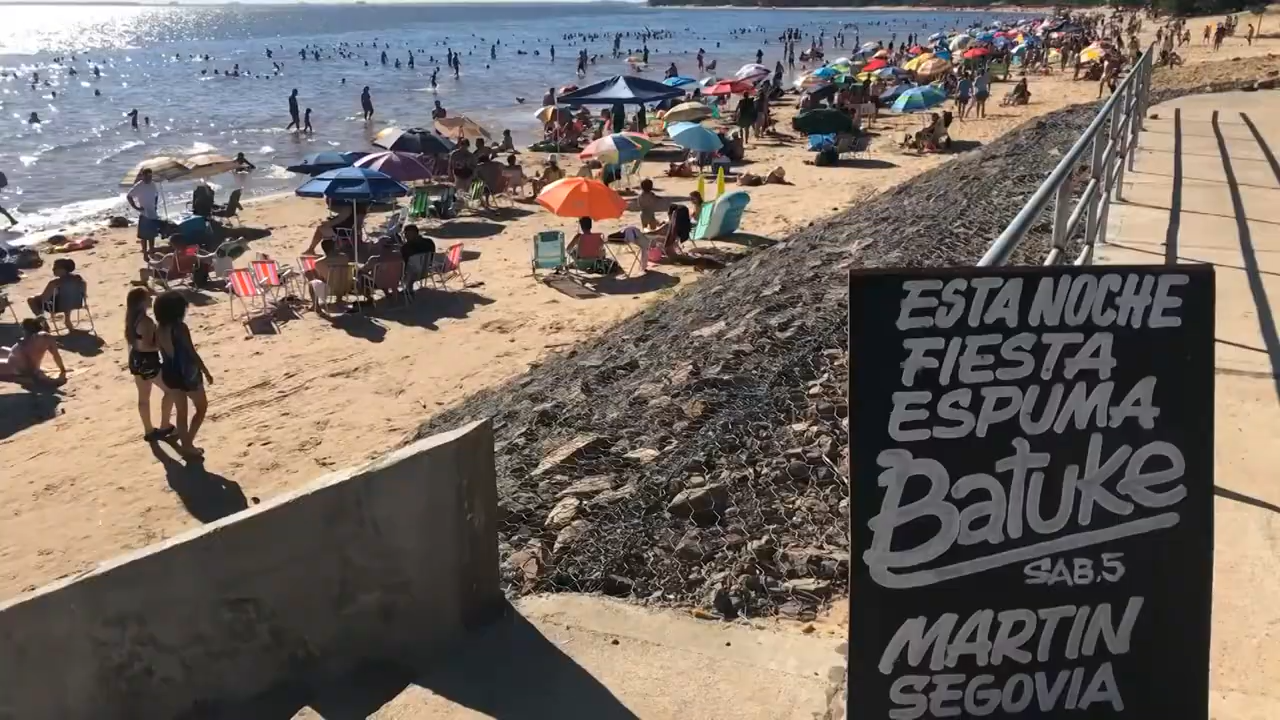 ESTA NOCHE
FIESTA
ESPUMA
Batuke
SAB.5
MARTIN
SEGOVIA